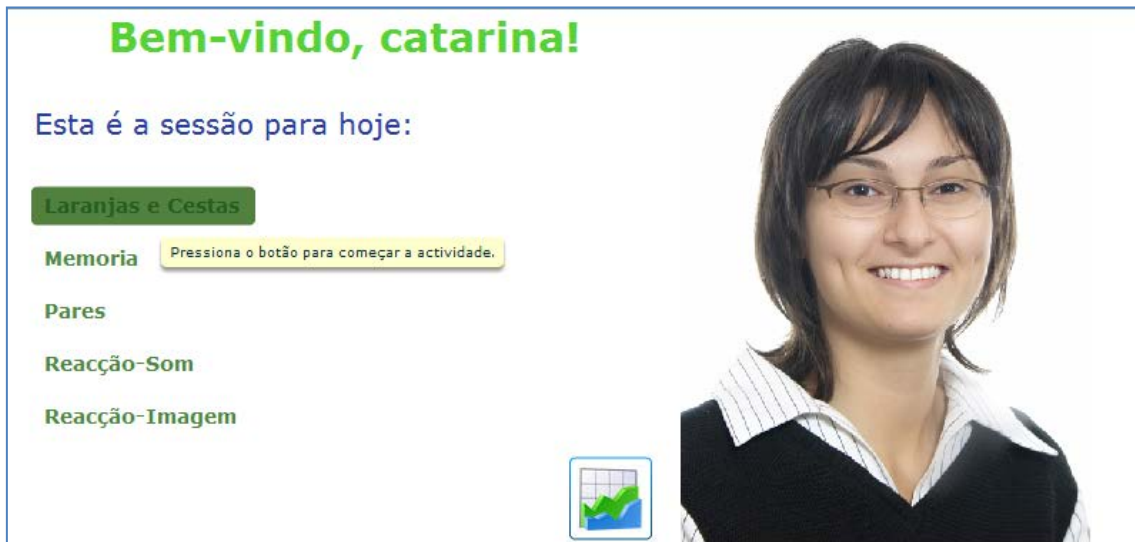 Bem-vindo, catarina!
Esta é a sessão para hoje:
Laranjas e Cestas
Memoria
Pressiona o botão para começar a actividade.
Pares
Reacção-Som
Reacção-Imagem